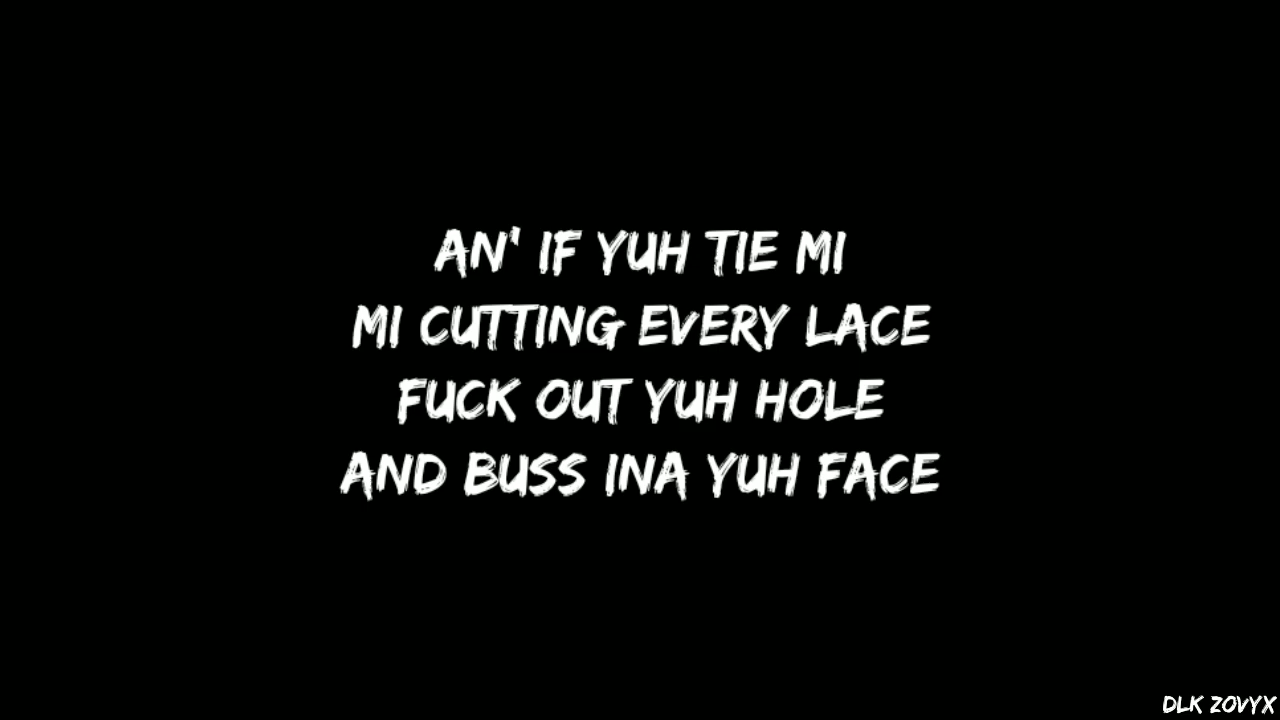 AN' IF YUH TIE MI
MI CUTTING EVERY LACE
FUCK OUT YUH HOLE
AND BUSS INA YUH FACE
DLK ZOVYX